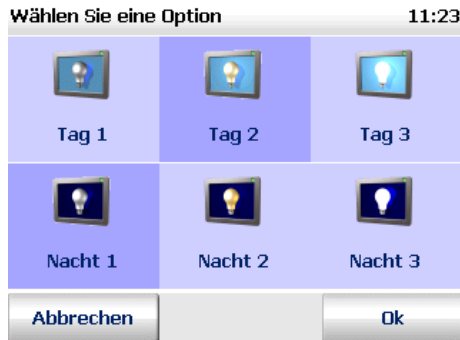 Wählen Sie eine Option 11:23
Tag 1 Tag 2 Tag 3
Nacht 1 Nacht 2 Nacht 3
Abbrechen Ok